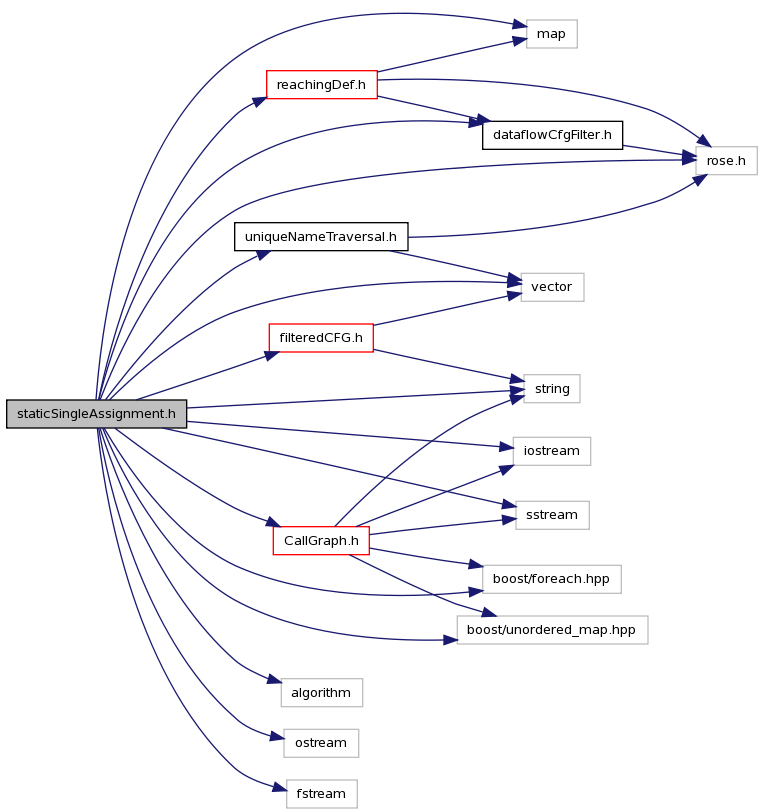 map
reachingDef.h
dataflowCfgFilter.h
rose.h
uniqueNameTraversal.h
vector
filteredCFG.h
string
staticSingleAssignment.h
iostream
sstream
CallGraph.h
boost/foreach.hpp
boost/unordered_map.hpp
algorithm
ostream
fstream